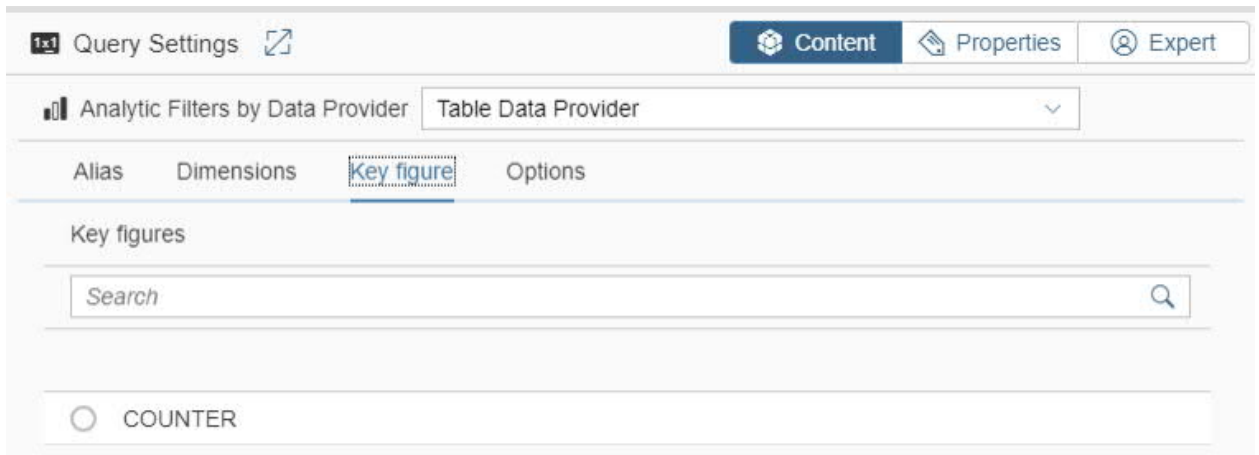 1x1 Query Settings Content Properties Expert
Analytic Filters by Data Provider Table Data Provider
Alias Dimensions Key figure Options
Key figures
Search
COUNTER